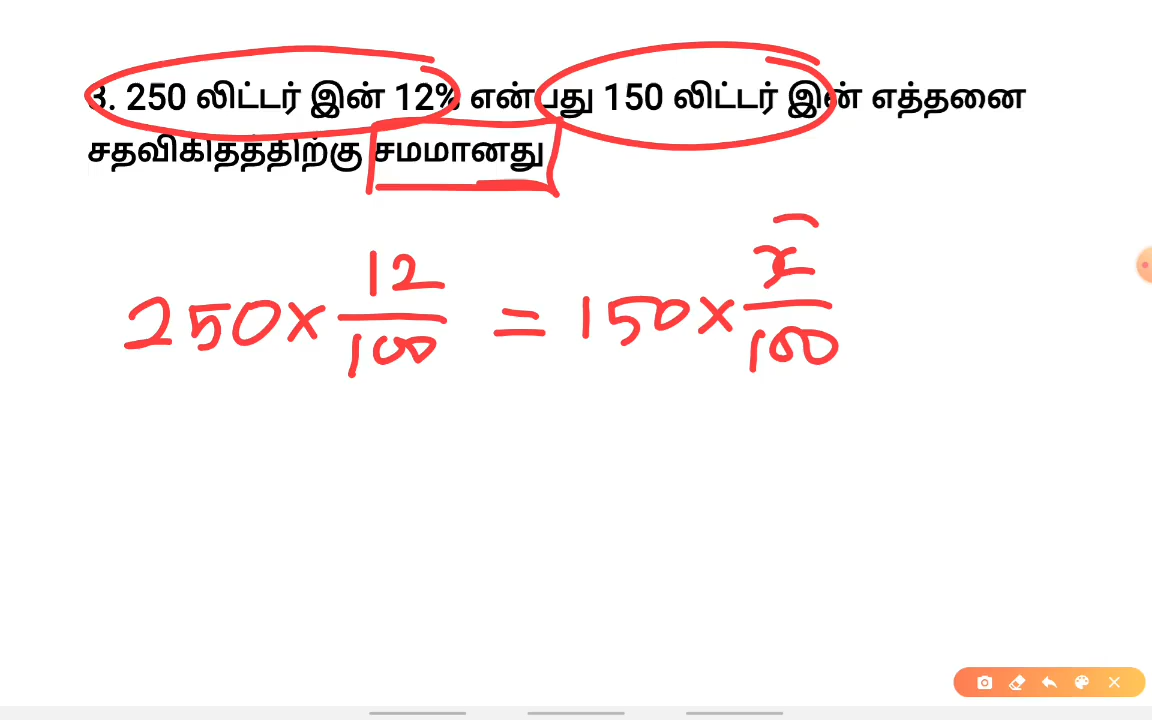 3. 250 லிட்டர் இன் 12% என்பது 150 லிட்டர் இன் எத்தனை
சதவிகிதத்திற்கு சமமானது
250 × 12/100 = 150 × x/100